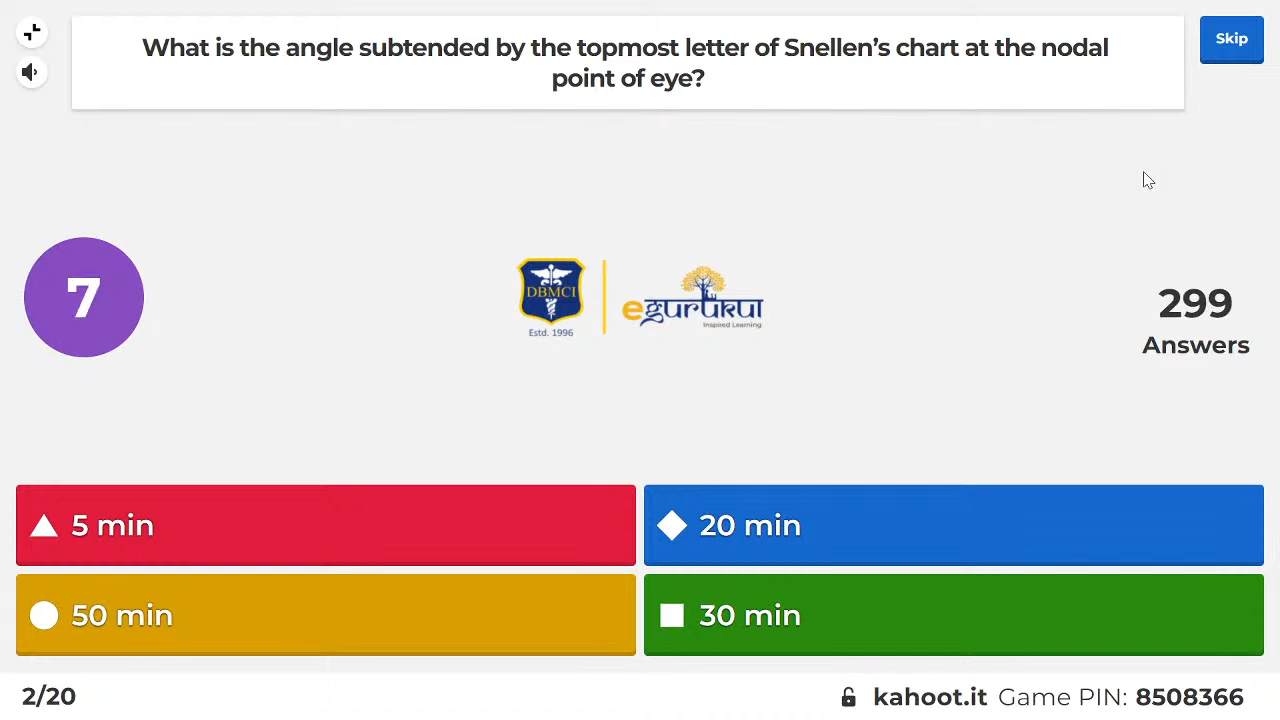 What is the angle subtended by the topmost letter of Snellen’s chart at the nodal
point of eye?
Skip
7
DBMCI
Estd. 1996
egurukul
Inspired Learning
299
Answers
5 min
20 min
50 min
30 min
2/20
kahoot.it Game PIN: 8508366